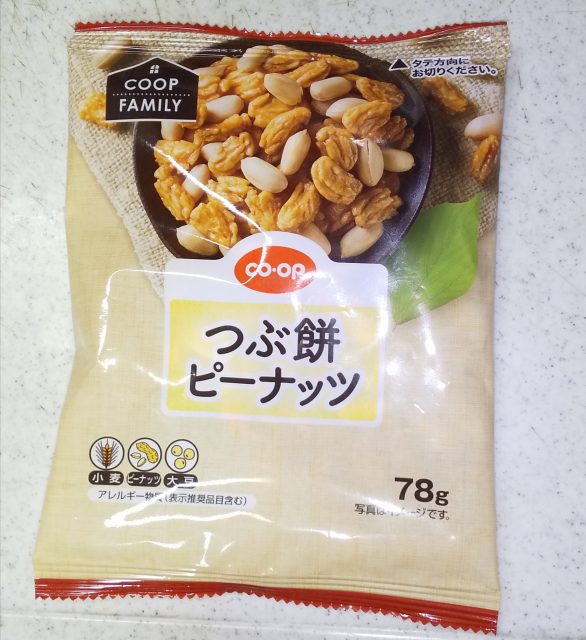 COOP
FAMILY
▲タテ方向に
お切りください。
CO·OP
つぶ餅
ピーナッツ
小麦
ピーナッツ
大豆
アレルギー物質(表示推奨品目含む)
78g
写真はイメージです。